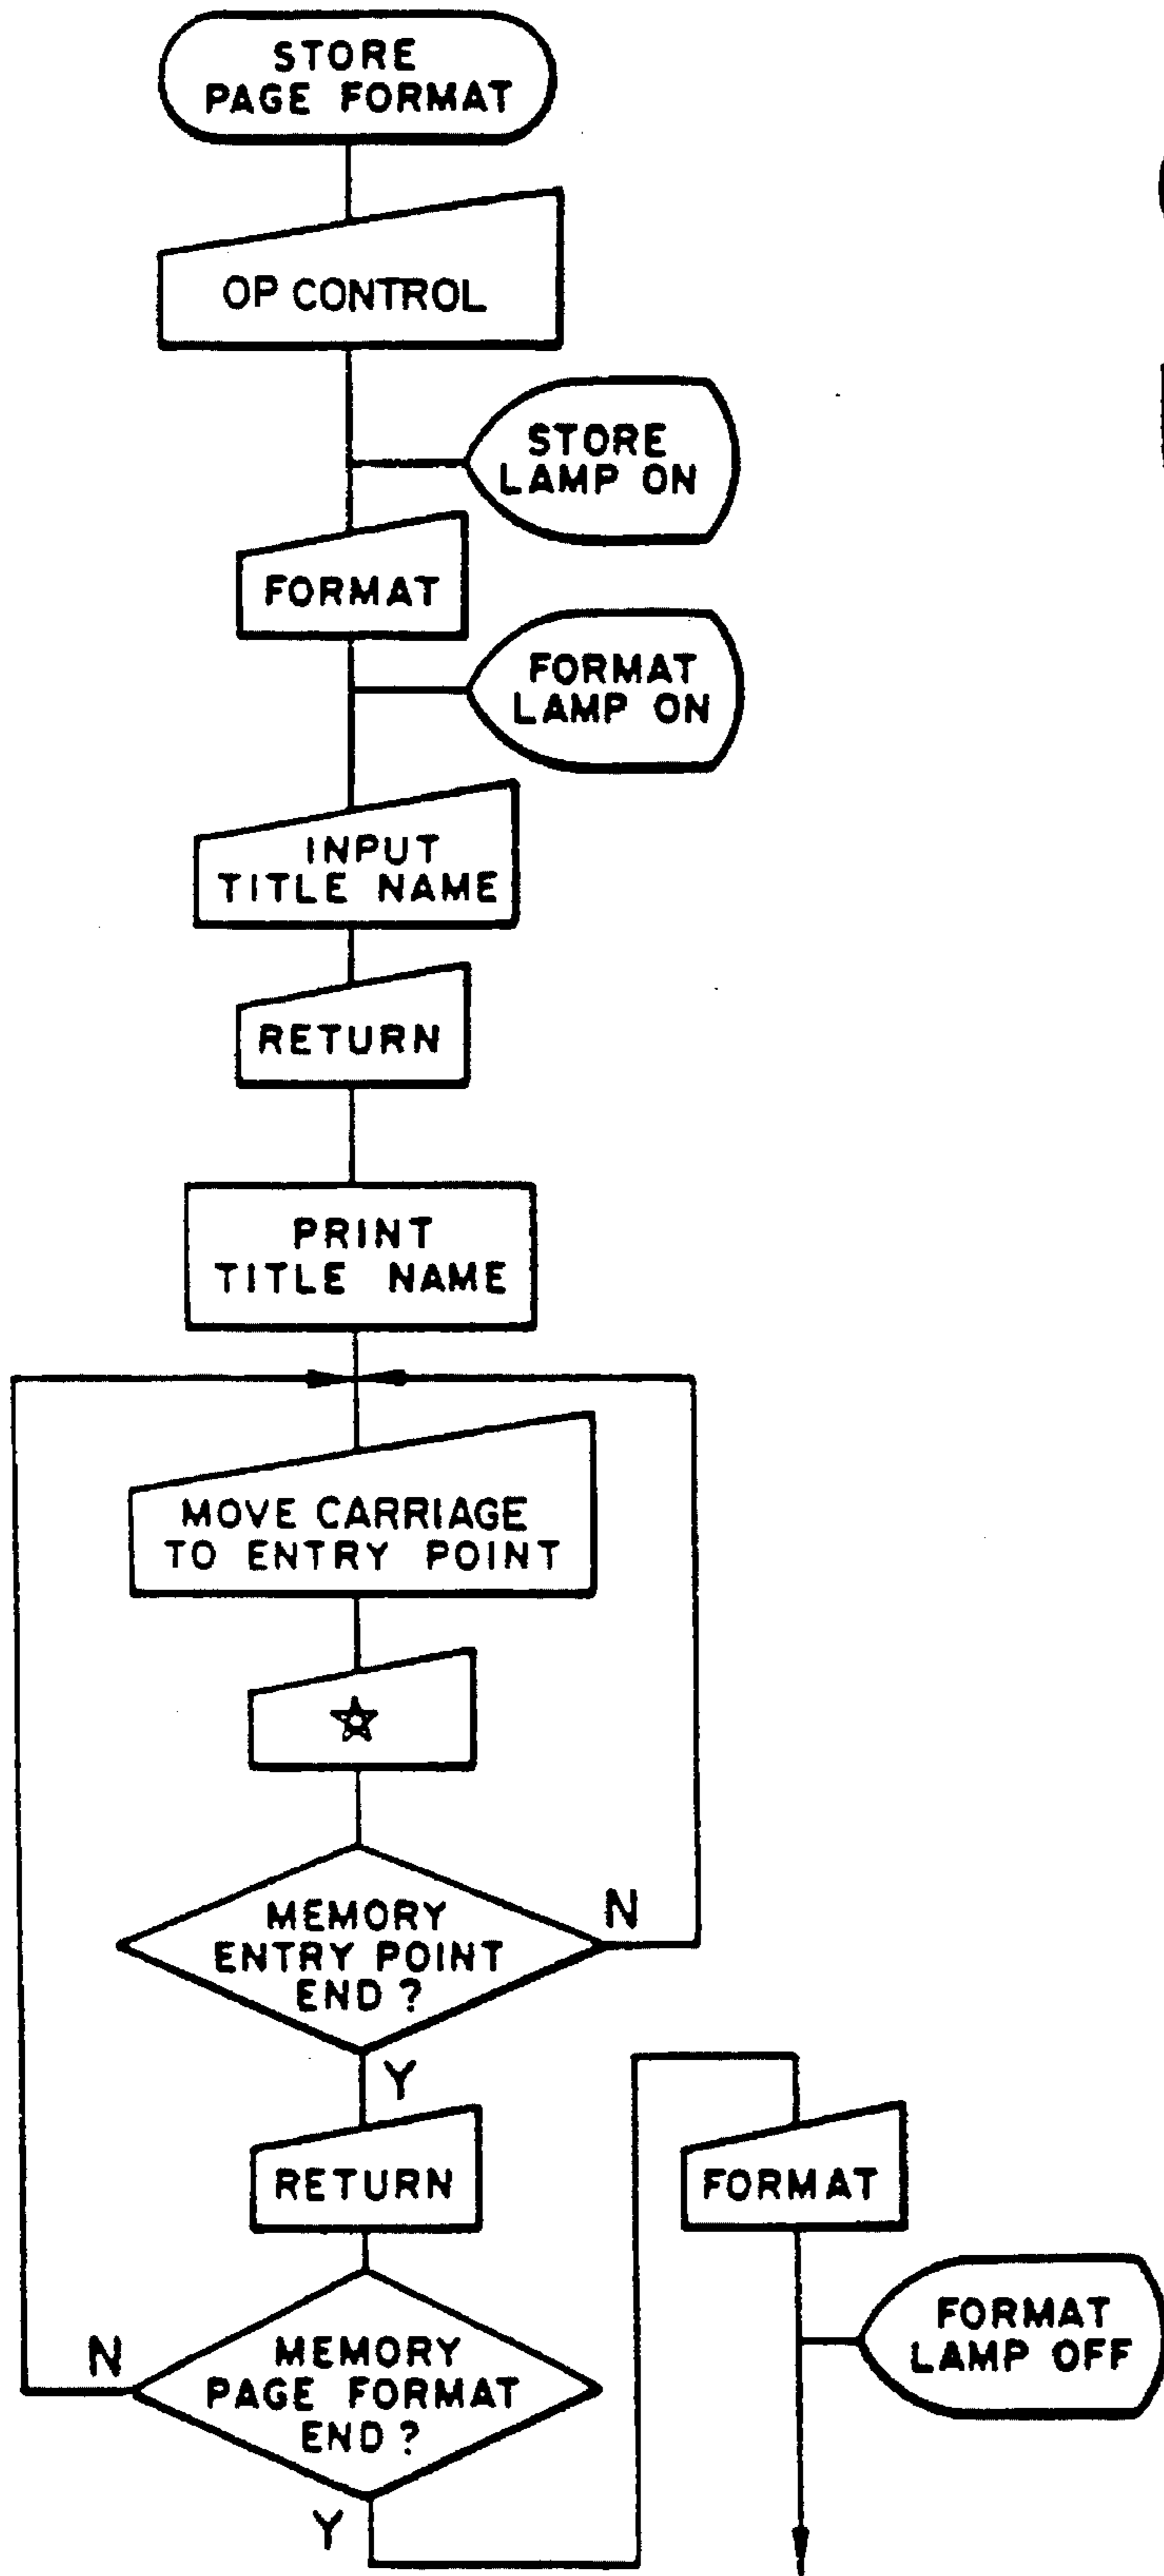 STORE
PAGE FORMAT
OP CONTROL
STORE
LAMP ON
FORMAT
FORMAT
LAMP ON
INPUT
TITLE NAME
RETURN
PRINT
TITLE NAME
MOVE CARRIAGE
TO ENTRY POINT
☆
MEMORY
ENTRY POINT
END ?
N
Y
RETURN
MEMORY
PAGE FORMAT
END ?
N
Y
FORMAT
FORMAT
LAMP OFF